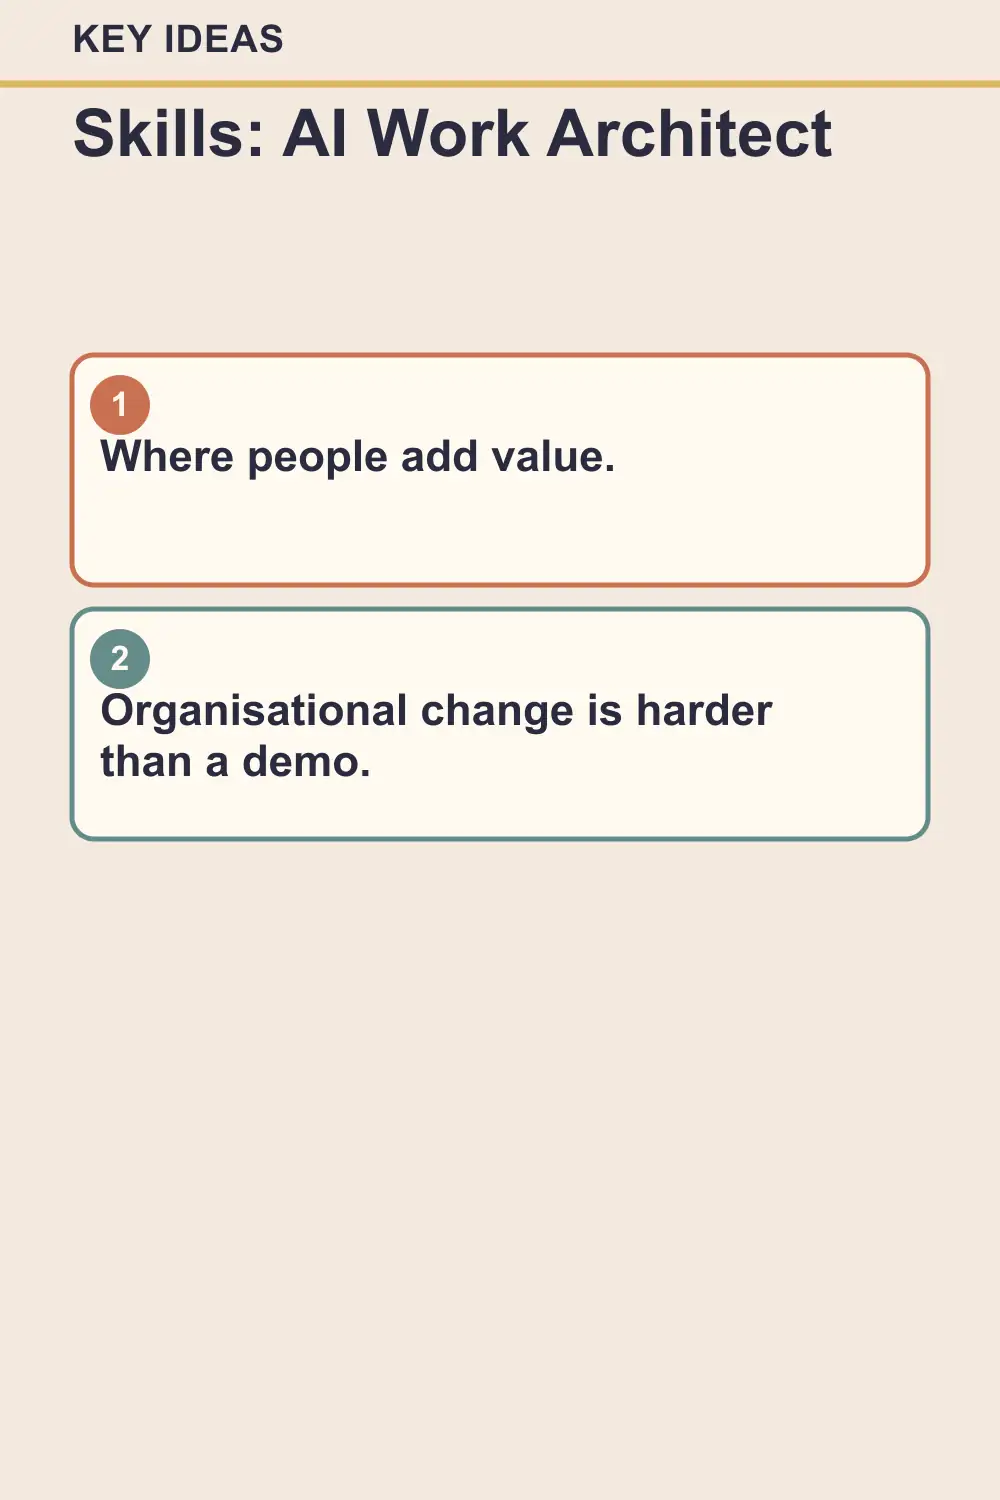 KEY IDEAS
Skills: AI Work Architect
1
Where people add value.
2
Organisational change is harder
than a demo.